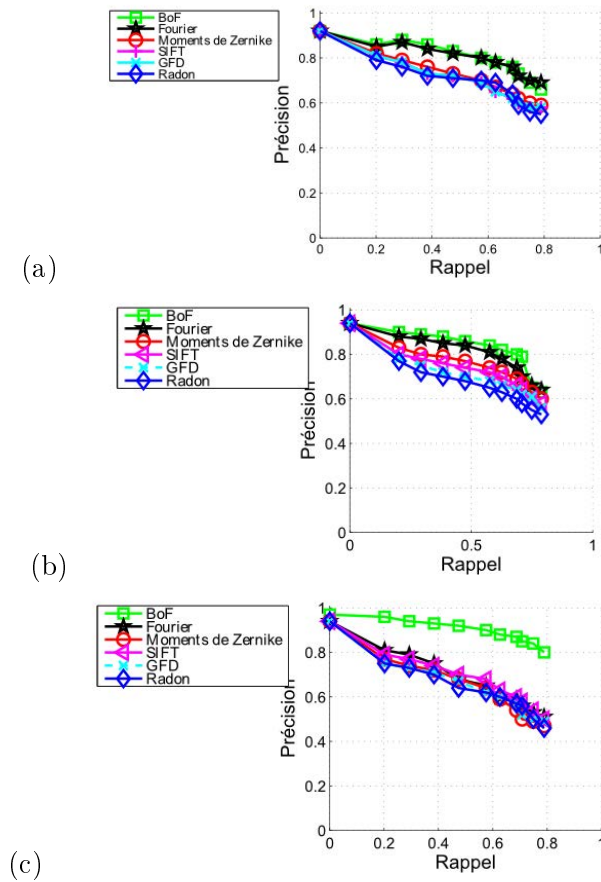 BoF
Fourier
Moments de Zernike
SIFT
GFD
Radon
1
0.8
0.6
0.4
0.2
0
Précision
0 0.2 0.4 0.6 0.8 1
Rappel
(a)
BoF
Fourier
Moments de Zernike
SIFT
GFD
Radon
1
0.8
0.6
0.4
0.2
0
Précision
0 0.5 1
Rappel
(b)
BoF
Fourier
Moments de Zernike
SIFT
GFD
Radon
1
0.8
0.6
0.4
0.2
0
Précision
0 0.2 0.4 0.6 0.8 1
Rappel
(c)